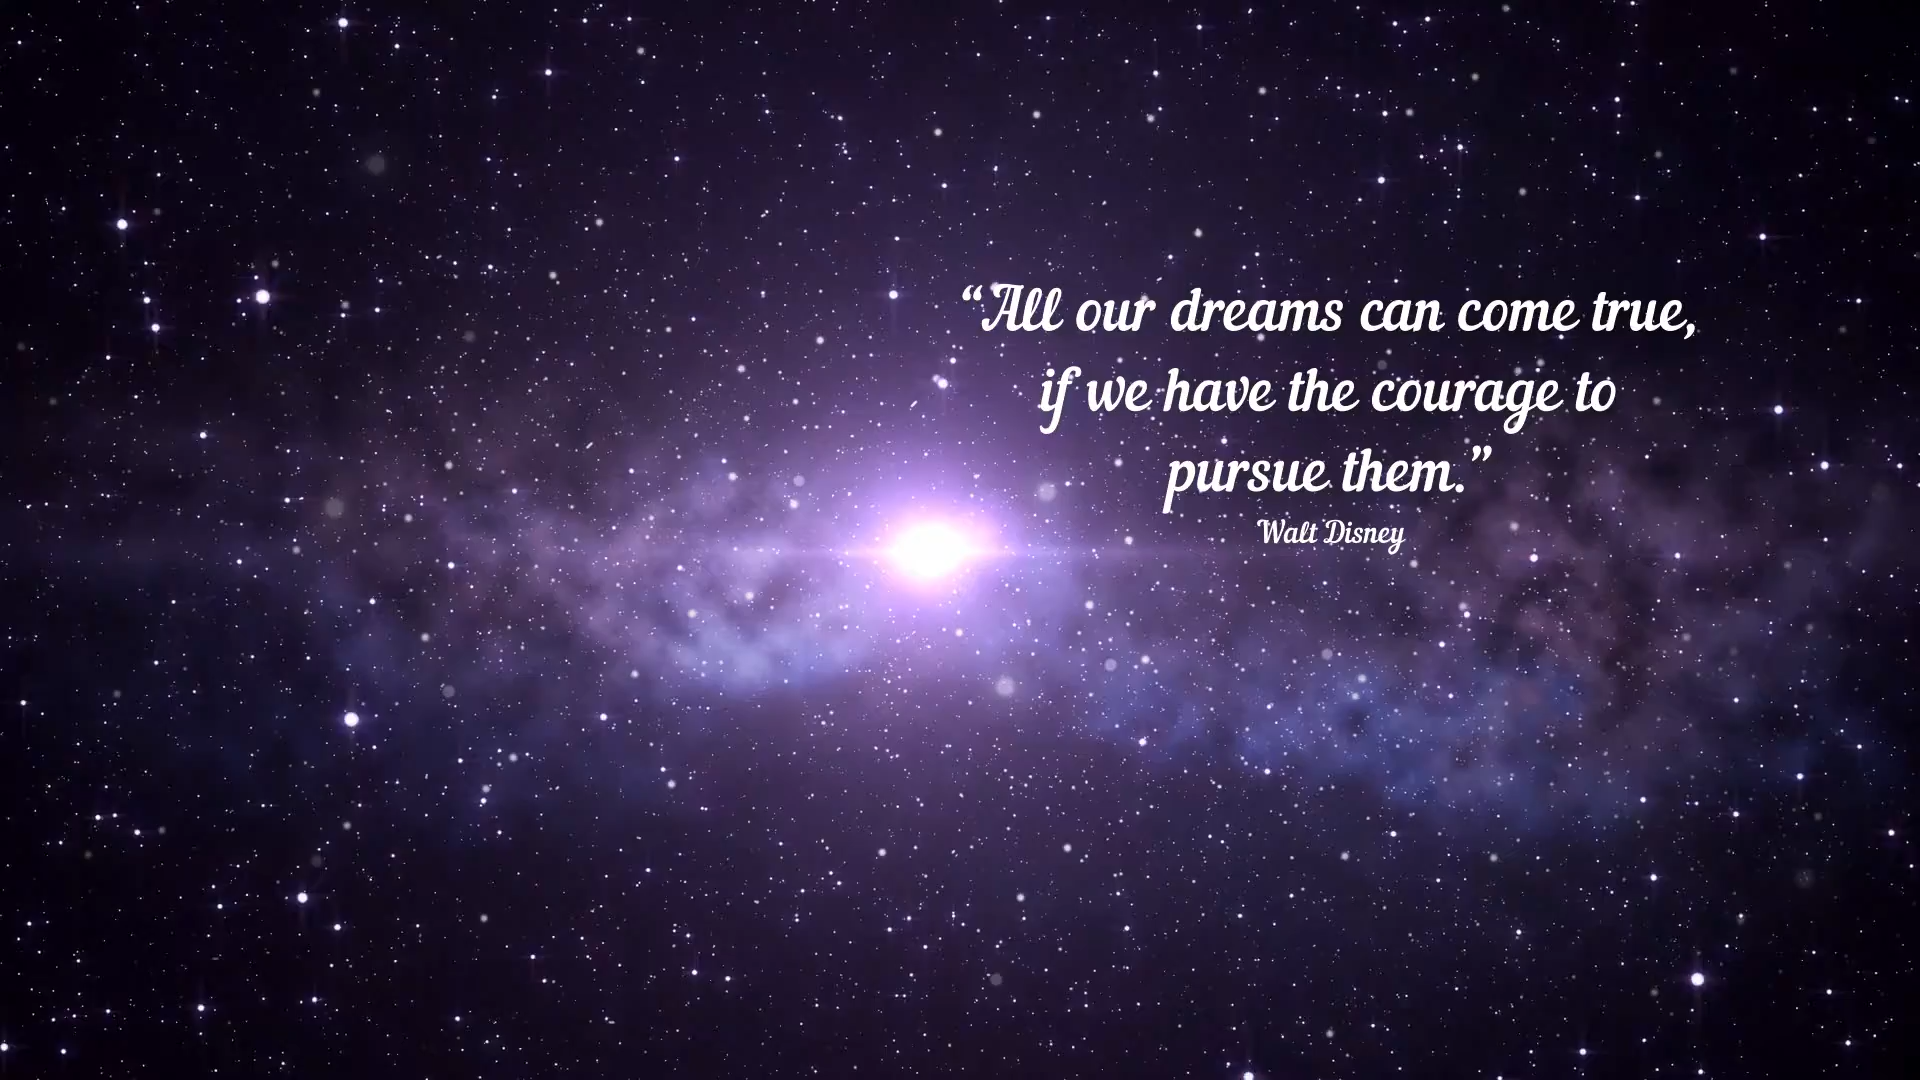 “All our dreams can come true,
if we have the courage to
pursue them.”
Walt Disney